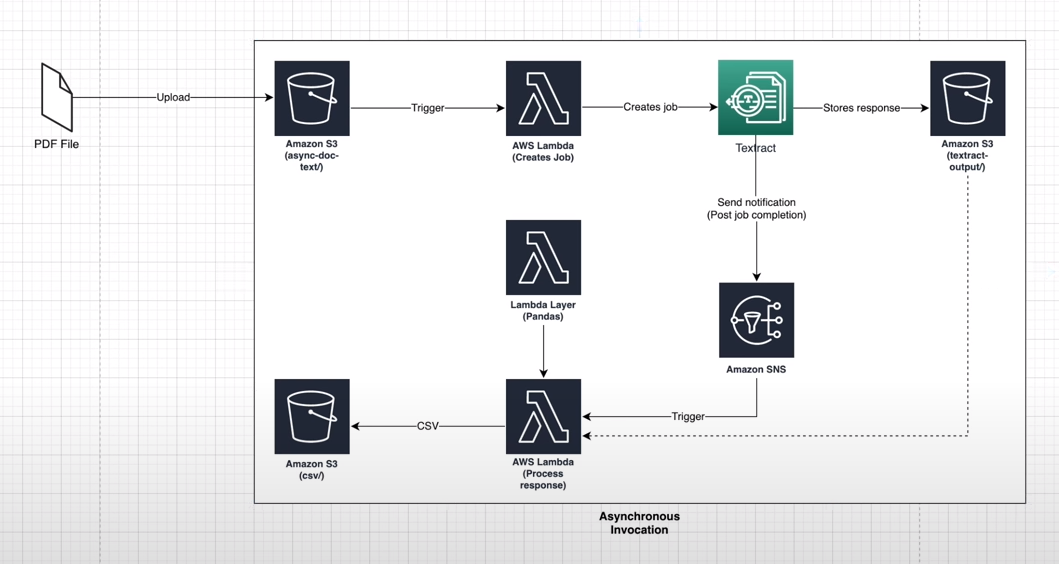 PDF File
Upload
Amazon S3
(async-doc-
text/)
Trigger
AWS Lambda
(Creates Job)
Creates job
Textract
Stores response
Amazon S3
(textract-
output/)
Send notification
(Post job completion)
Lambda Layer
(Pandas)
Amazon SNS
Trigger
AWS Lambda
(Process
response)
CSV
Amazon S3
(csv/)
Asynchronous
Invocation